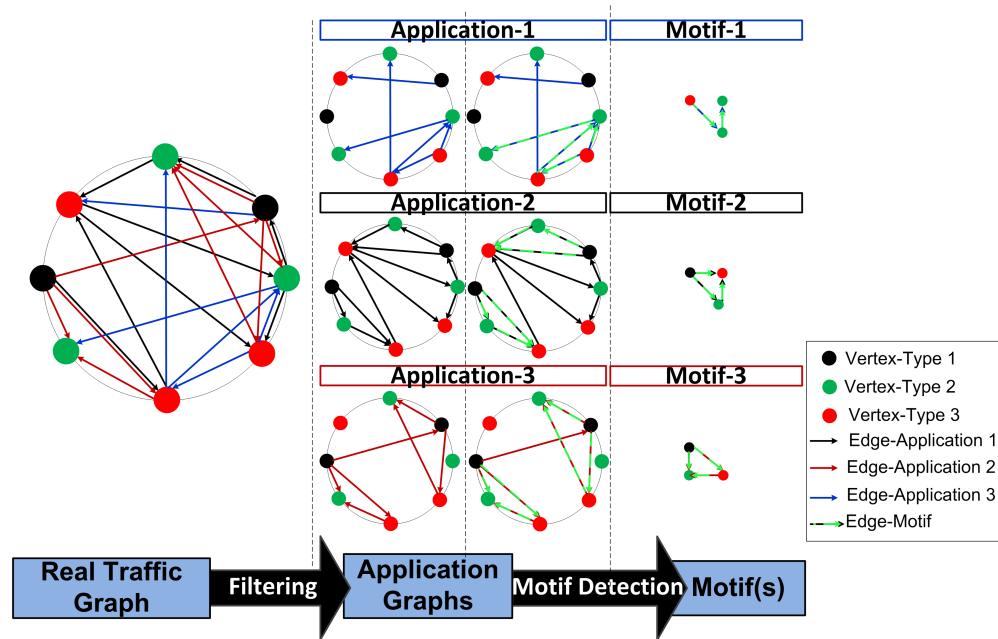 Application-1
Motif-1
Application-2
Motif-2
Application-3
Motif-3
Vertex-Type 1
Vertex-Type 2
Vertex-Type 3
Edge-Application 1
Edge-Application 2
Edge-Application 3
Edge-Motif
Real Traffic
Graph
Filtering
Application
Graphs
Motif Detection
Motif(s)